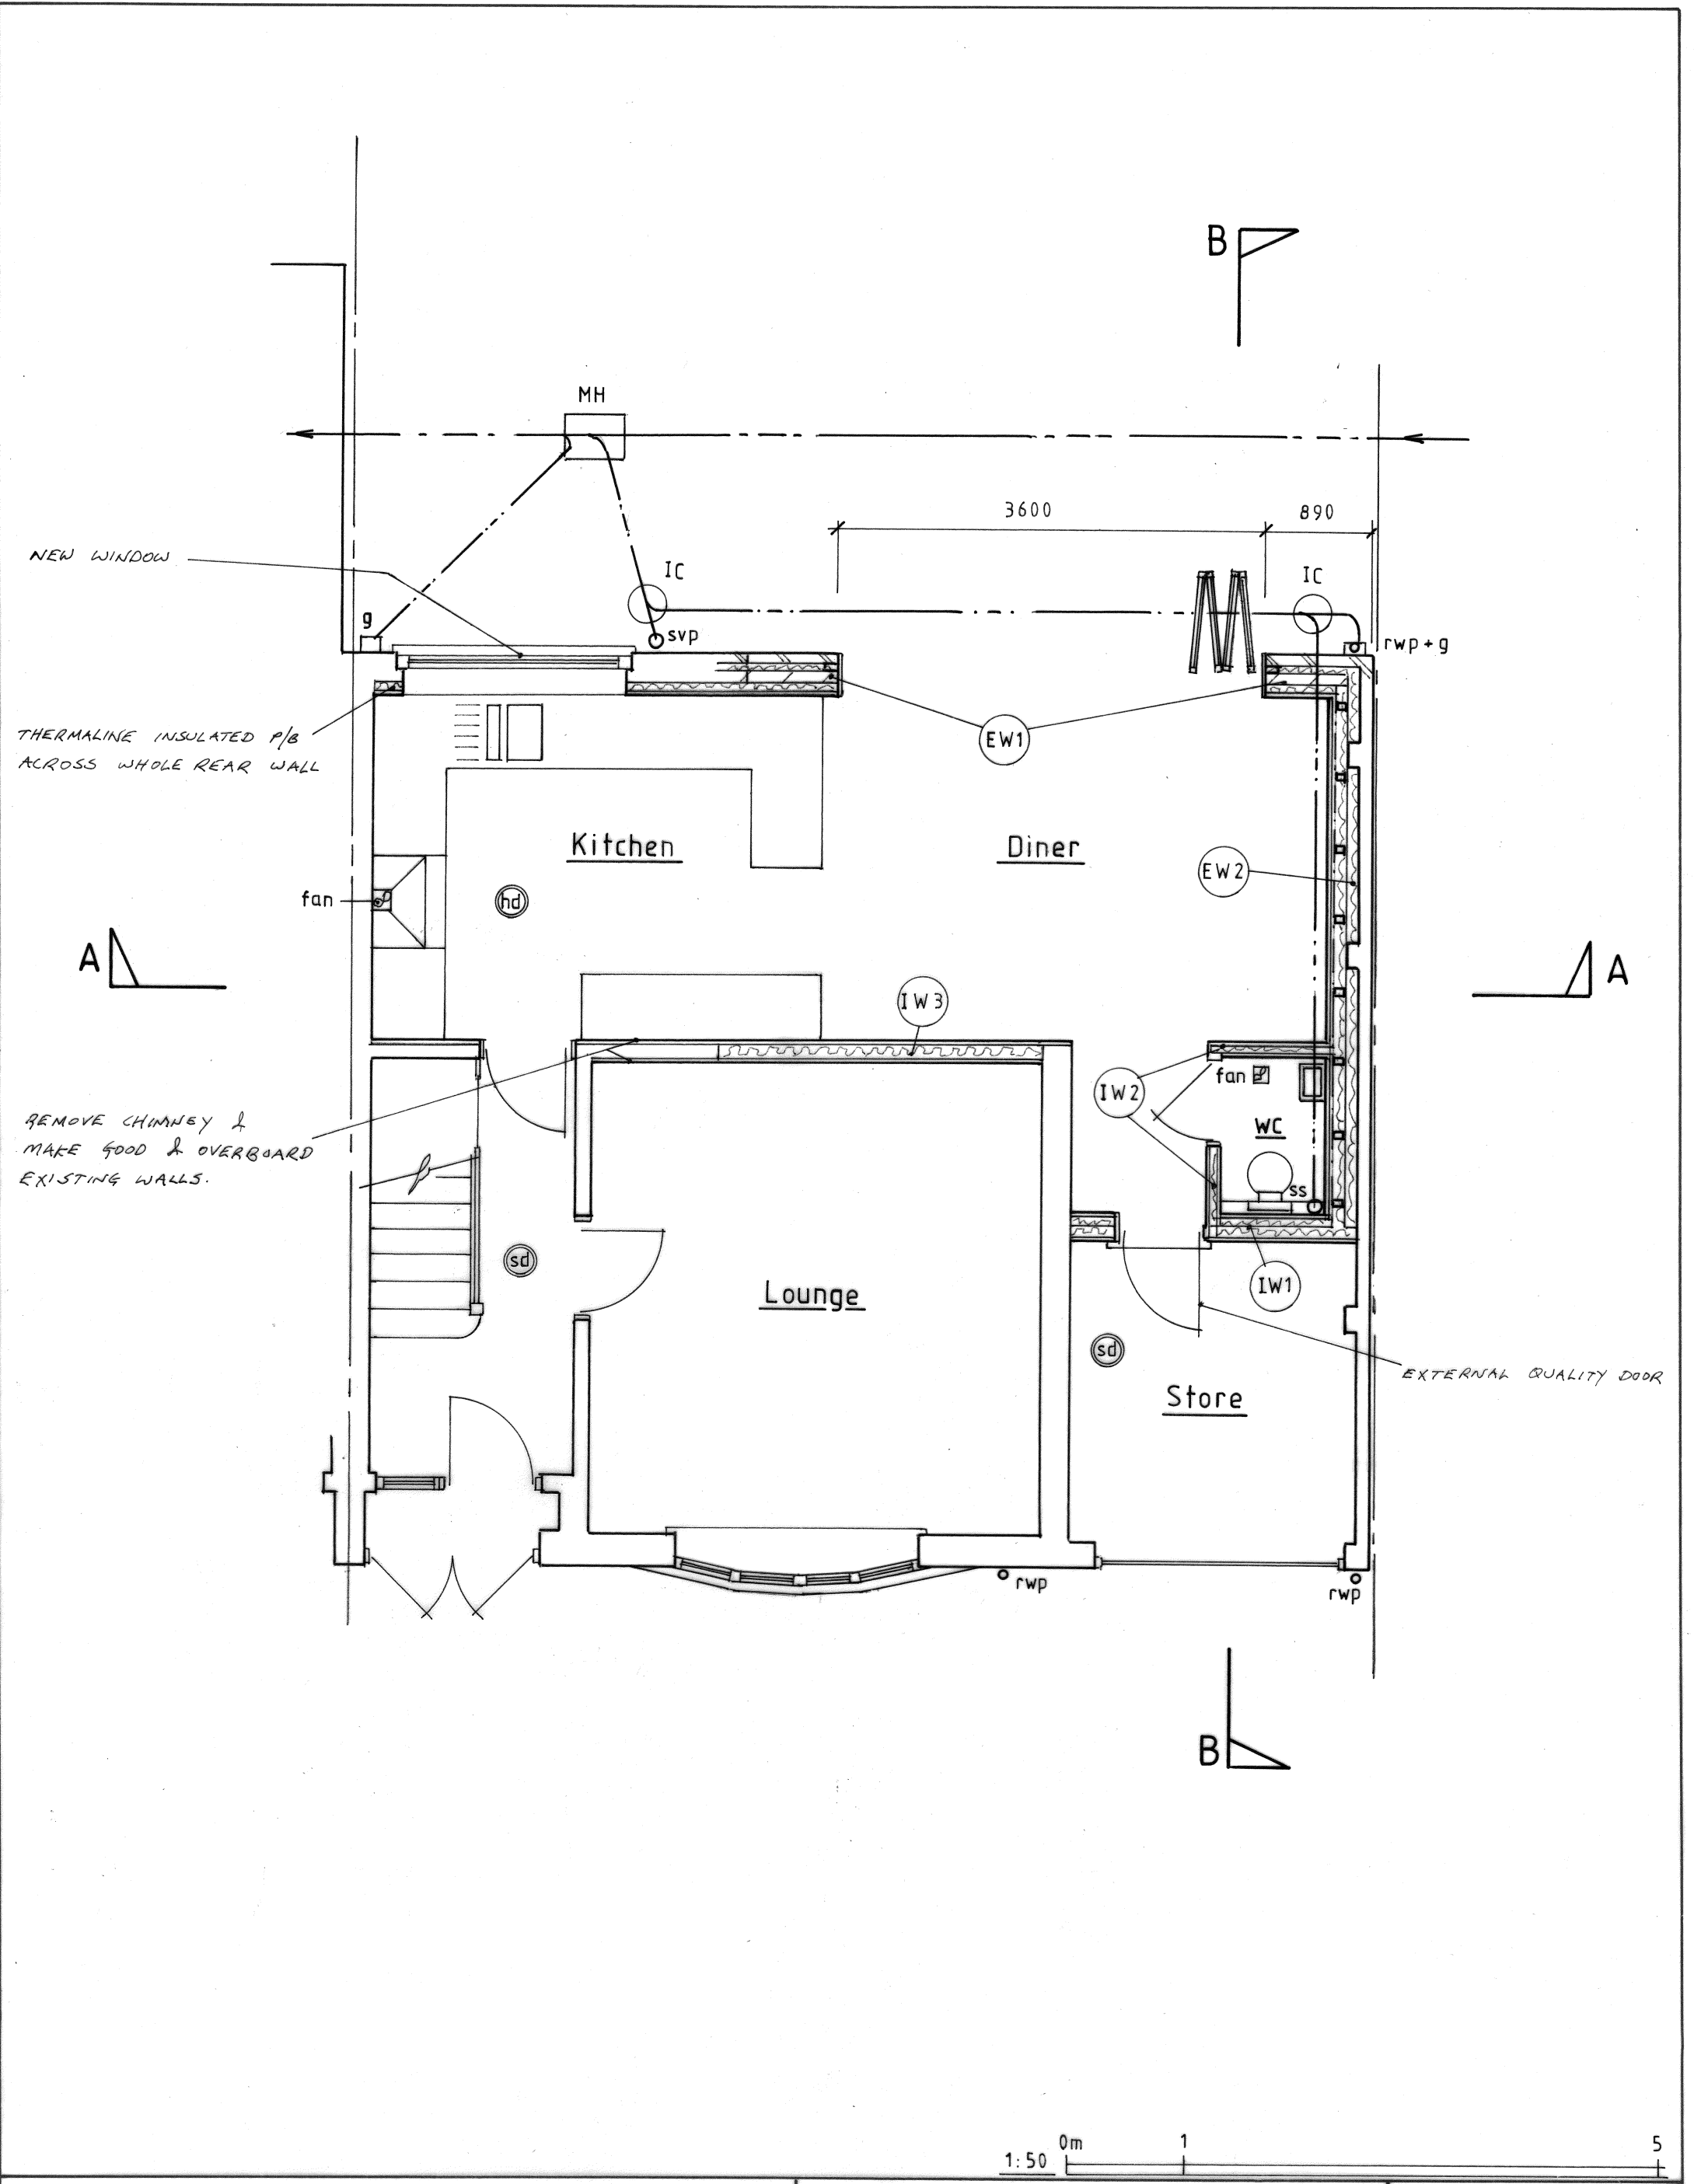 B
MH
3600
890
NEW WINDOW
IC
IC
g
svp
rwp + g
THERMALINE INSULATED P/B
ACROSS WHOLE REAR WALL
EW1
Kitchen
Diner
EW2
fan
hd
A
A
IW3
fan
IW2
REMOVE CHIMNEY &
MAKE GOOD & OVERBOARD
EXISTING WALLS.
WC
ss
sd
Lounge
IW1
sd
EXTERNAL QUALITY DOOR
Store
rwp
rwp
B
1:50
0m
1
5